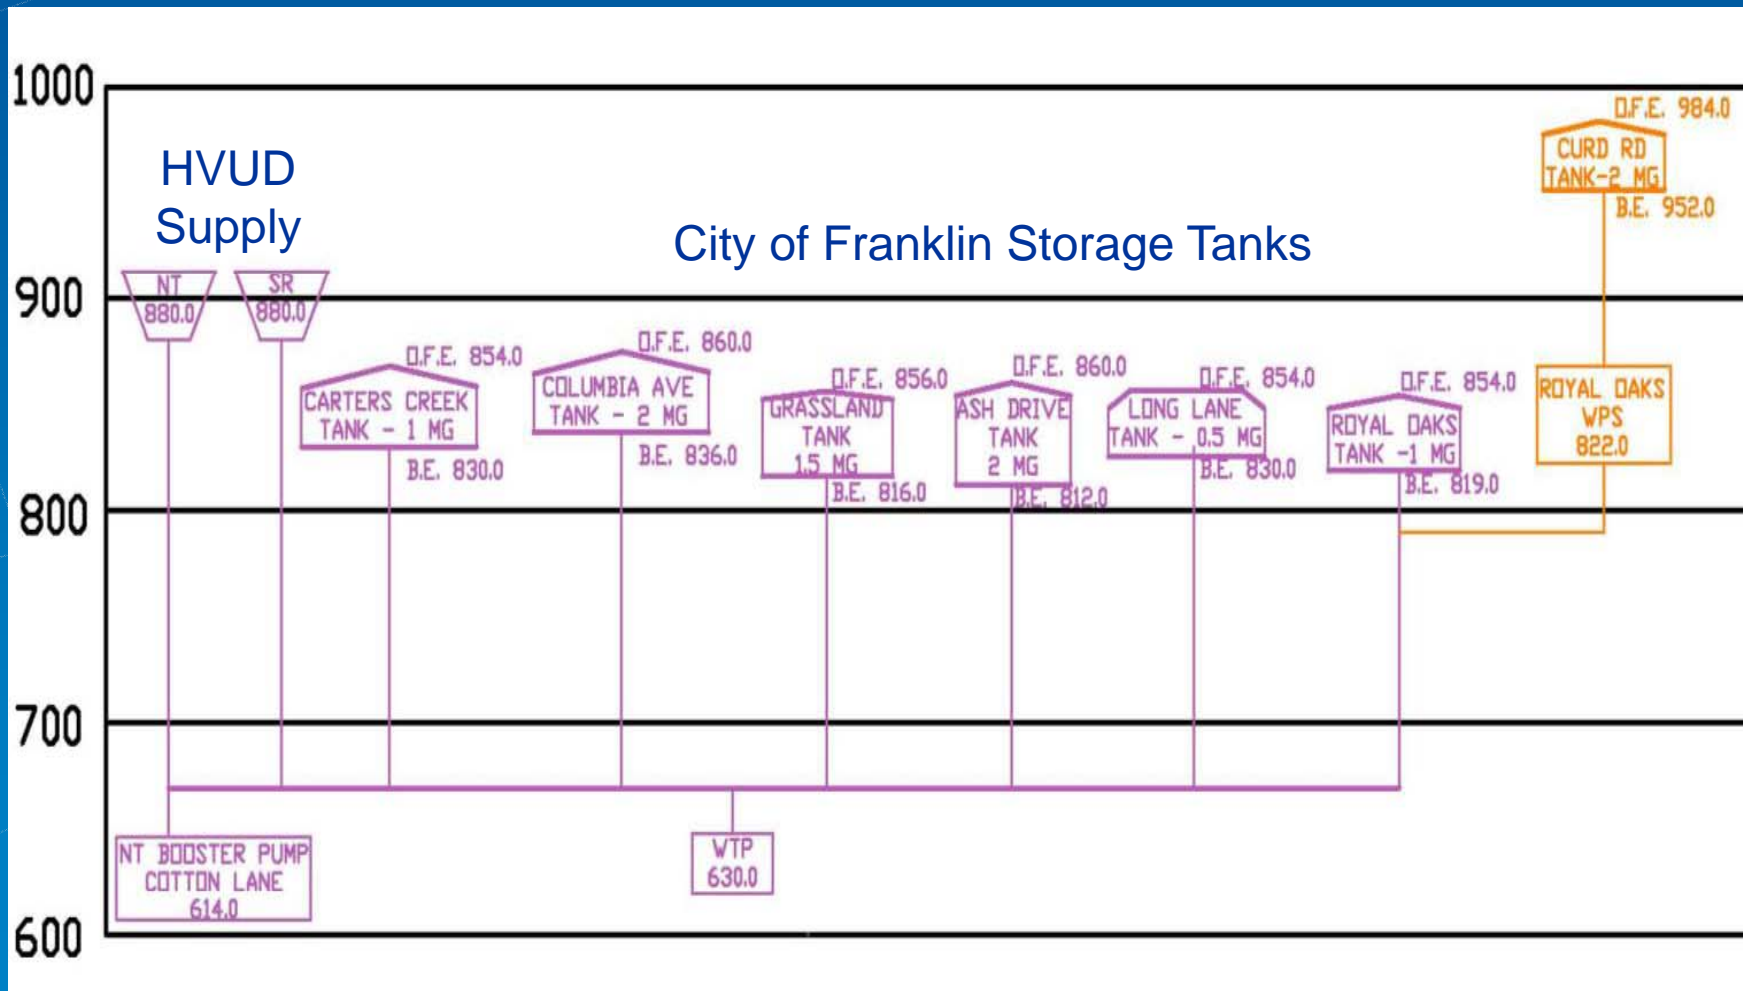 1000
900
800
700
600
HVUD
Supply
City of Franklin Storage Tanks
NT
880.0
SR
880.0
O.F.E. 854.0
CARTERS CREEK
TANK - 1 MG
B.E. 830.0
O.F.E. 860.0
COLUMBIA AVE
TANK - 2 MG
B.E. 836.0
O.F.E. 856.0
GRASSLAND
TANK
1.5 MG
B.E. 816.0
O.F.E. 860.0
ASH DRIVE
TANK
2 MG
B.E. 812.0
O.F.E. 854.0
LONG LANE
TANK - 0.5 MG
B.E. 830.0
O.F.E. 854.0
ROYAL OAKS
TANK -1 MG
B.E. 819.0
O.F.E. 984.0
CURD RD
TANK-2 MG
B.E. 952.0
ROYAL OAKS
WPS
822.0
NT BOOSTER PUMP
COTTON LANE
614.0
WTP
630.0